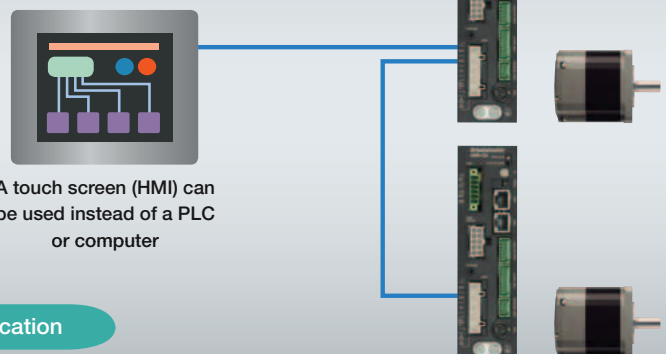 A touch screen (HMI) can
be used instead of a PLC
or computer
cation